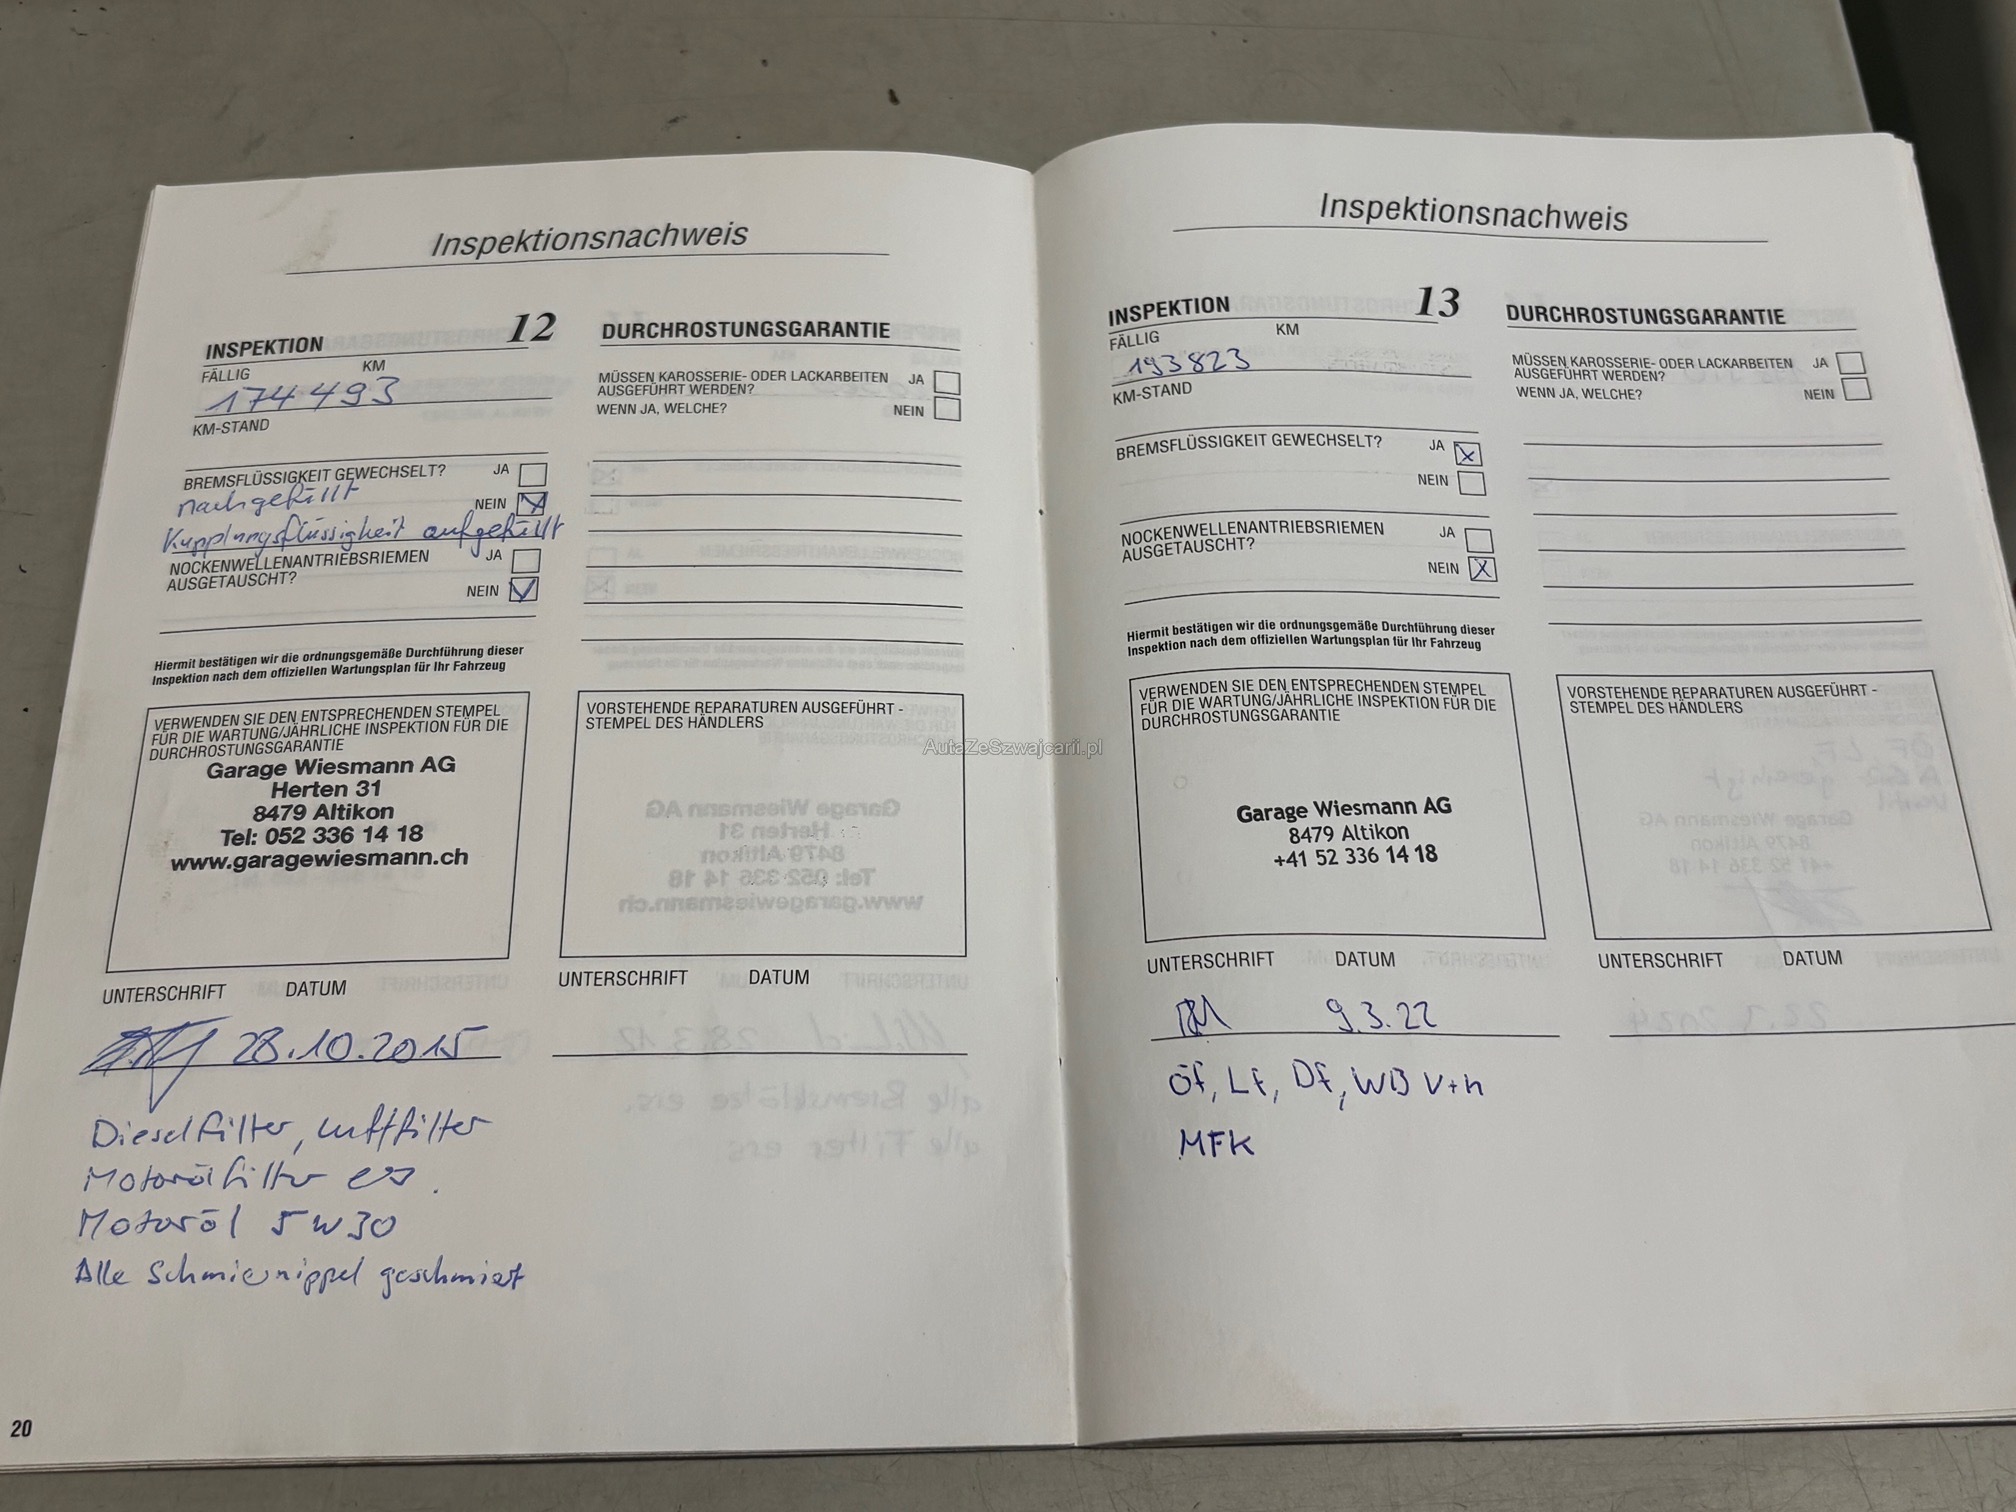 Inspektionsnachweis
INSPEKTION 12
FÄLLIG KM
174493
KM-STAND
BREMSFLÜSSIGKEIT GEWECHSELT? JA
nachgefüllt NEIN
Kupplungsflüssigkeit aufgefüllt
NOCKENWELLENANTRIEBSRIEMEN JA
AUSGETAUSCHT?
NEIN
Hiermit bestätigen wir die ordnungsgemäße Durchführung dieser
Inspektion nach dem offiziellen Wartungsplan für Ihr Fahrzeug
VERWENDEN SIE DEN ENTSPRECHENDEN STEMPEL
FÜR DIE WARTUNG/JÄHRLICHE INSPEKTION FÜR DIE
DURCHROSTUNGSGARANTIE
Garage Wiesmann AG
Herten 31
8479 Altikon
Tel: 052 336 14 18
www.garagewiesmann.ch
UNTERSCHRIFT DATUM
28.10.2015
Dieselfilter, Luftfilter
Motorölfilter
Motoröl 5W30
Alle Schmiernippel geschmiert
20
DURCHROSTUNGSGARANTIE
MÜSSEN KAROSSERIE- ODER LACKARBEITEN JA
AUSGEFÜHRT WERDEN?
WENN JA, WELCHE? NEIN
VORSTEHENDE REPARATUREN AUSGEFÜHRT -
STEMPEL DES HÄNDLERS
UNTERSCHRIFT DATUM
AutaZeSzwajcarii.pl
Inspektionsnachweis
INSPEKTION 13
FÄLLIG KM
193823
KM-STAND
BREMSFLÜSSIGKEIT GEWECHSELT? JA
NEIN
NOCKENWELLENANTRIEBSRIEMEN JA
AUSGETAUSCHT?
NEIN
Hiermit bestätigen wir die ordnungsgemäße Durchführung dieser
Inspektion nach dem offiziellen Wartungsplan für Ihr Fahrzeug
VERWENDEN SIE DEN ENTSPRECHENDEN STEMPEL
FÜR DIE WARTUNG/JÄHRLICHE INSPEKTION FÜR DIE
DURCHROSTUNGSGARANTIE
Garage Wiesmann AG
8479 Altikon
+41 52 336 14 18
UNTERSCHRIFT DATUM
9.3.22
Öf, Lf, Df, WB v+h
MFK
DURCHROSTUNGSGARANTIE
MÜSSEN KAROSSERIE- ODER LACKARBEITEN JA
AUSGEFÜHRT WERDEN?
WENN JA, WELCHE? NEIN
VORSTEHENDE REPARATUREN AUSGEFÜHRT -
STEMPEL DES HÄNDLERS
UNTERSCHRIFT DATUM